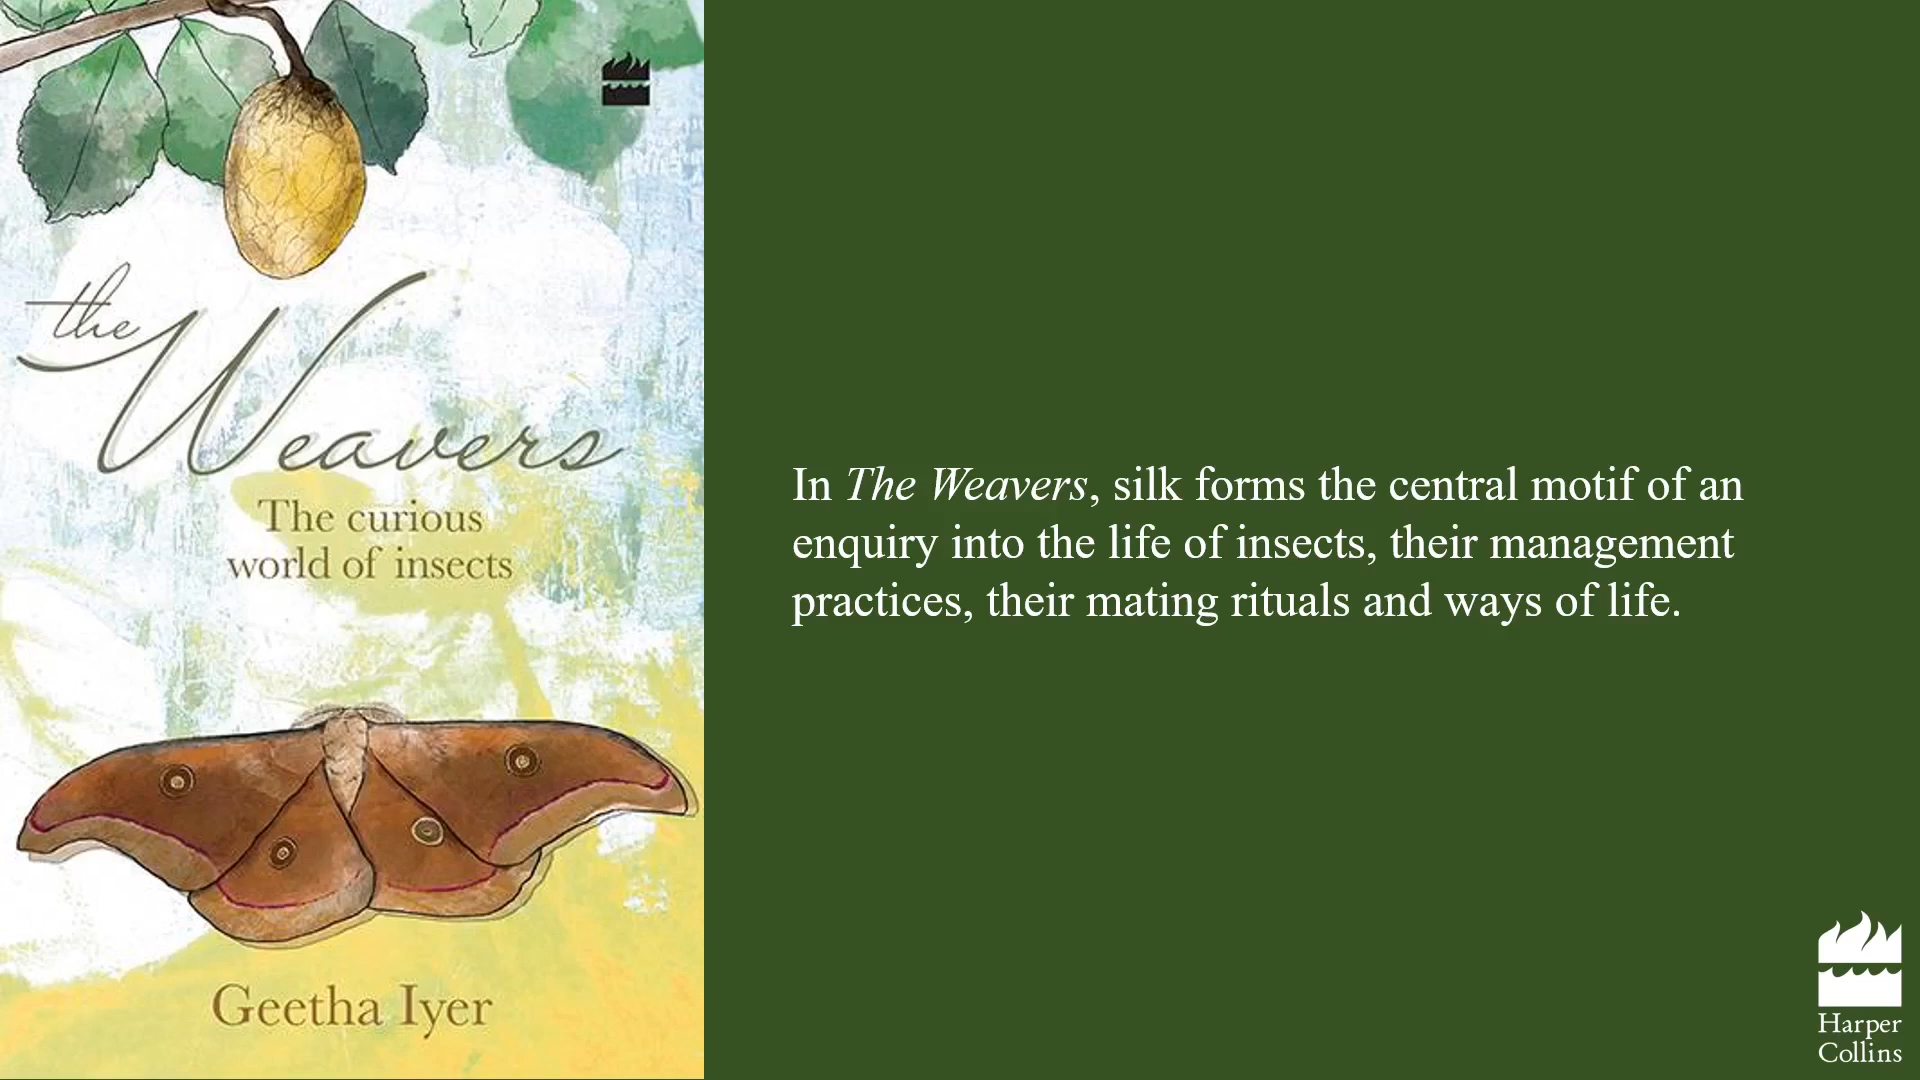 the
Weavers
The curious
world of insects
Geetha Iyer
In The Weavers, silk forms the central motif of an
enquiry into the life of insects, their management
practices, their mating rituals and ways of life.
Harper
Collins